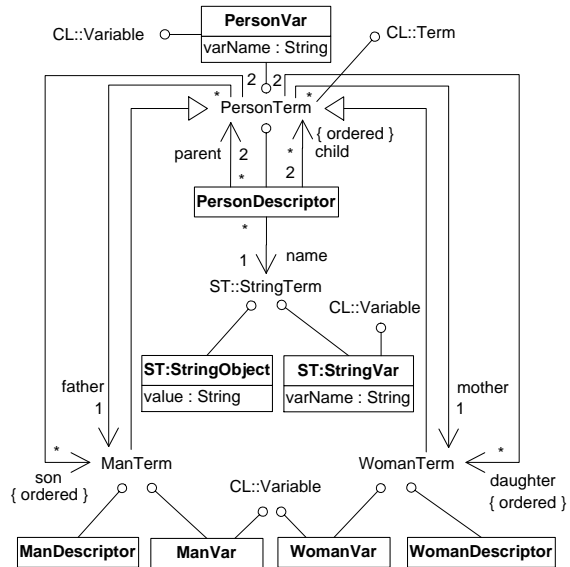 PersonVar
CL::Variable
varName : String
CL::Term
2 2
* *
PersonTerm
{ ordered }
parent 2 * child
* 2
PersonDescriptor
*
1 name
ST::StringTerm
CL::Variable
ST:StringObject ST:StringVar
value : String varName : String
father mother
1 1
* *
ManTerm WomanTerm
son daughter
{ ordered } { ordered }
CL::Variable
ManDescriptor ManVar WomanVar WomanDescriptor